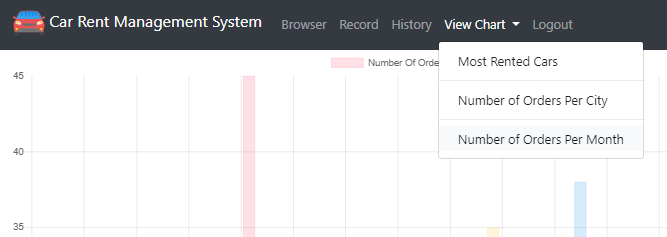 Car Rent Management System Browser Record History View Chart Logout
Number Of
Most Rented Cars
Number of Orders Per City
Number of Orders Per Month
45
40
35